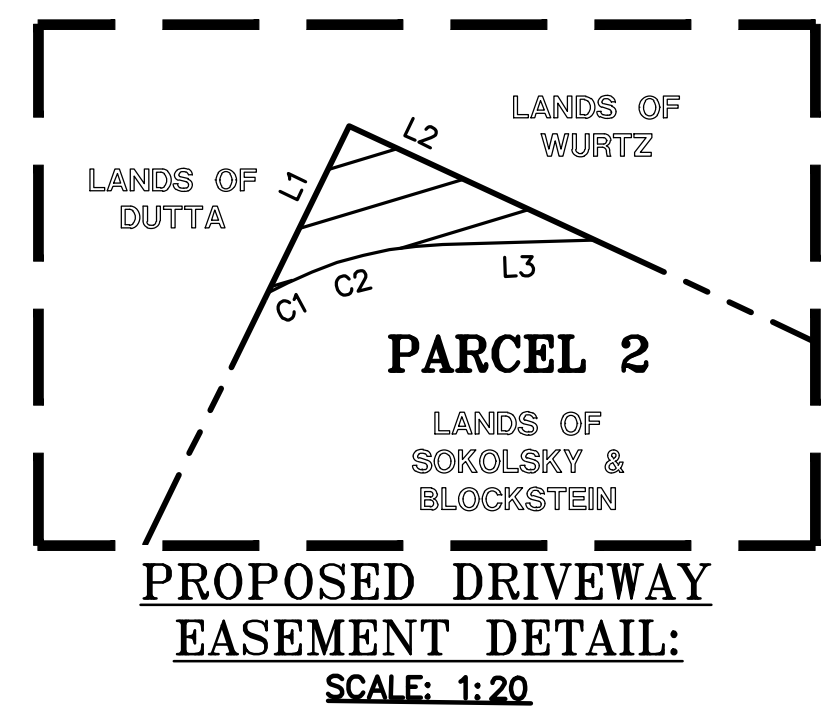 L2
LANDS OF
WURTZ
LANDS OF
DUTTA
L1
C1
C2
L3
PARCEL 2
LANDS OF
SOKOLSKY &
BLOCKSTEIN
PROPOSED DRIVEWAY
EASEMENT DETAIL:
SCALE: 1:20